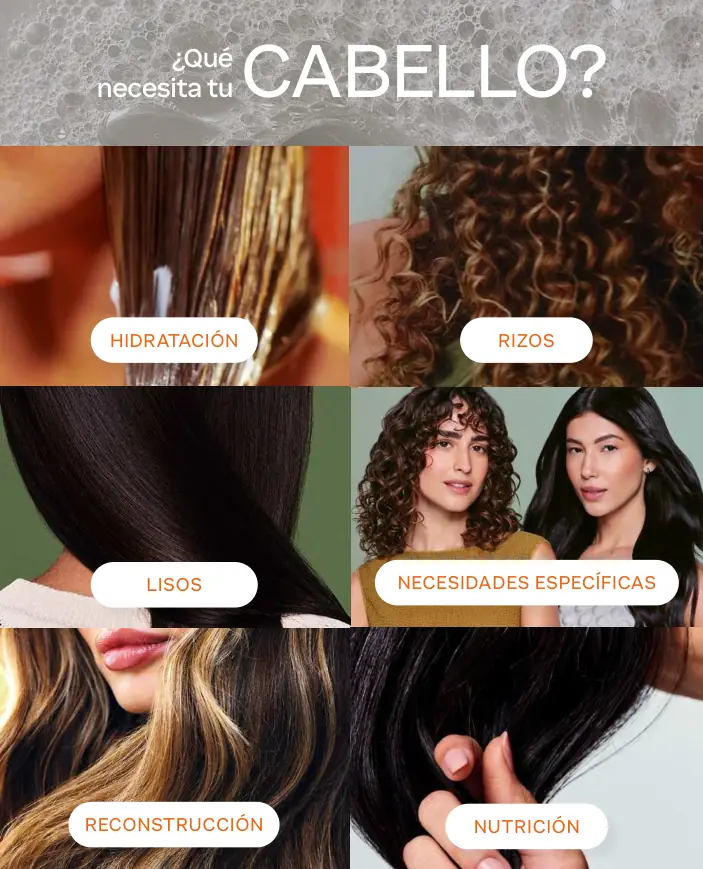 ¿Qué
necesita tu
CABELLO?
HIDRATACIÓN
RIZOS
LISOS
NECESIDADES ESPECÍFICAS
RECONSTRUCCIÓN
NUTRICIÓN